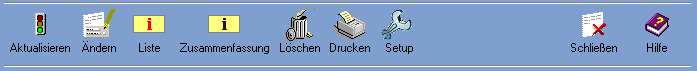 Aktualisieren Ändern Liste Zusammenfassung Löschen Drucken Setup Schließen Hilfe